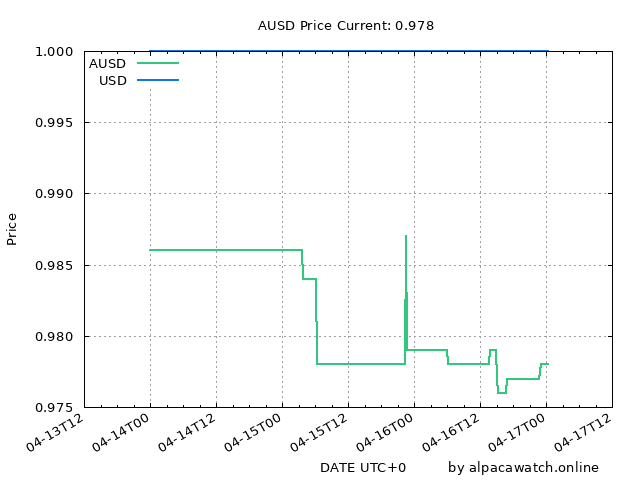 AUSD Price Current: 0.978
1.000
AUSD
USD
0.995
0.990
Price
0.985
0.980
0.975
04-13T12 04-14T00 04-14T12 04-15T00 04-15T12 04-16T00 04-16T12 04-17T00 04-17T12
DATE UTC+0 by alpacawatch.online